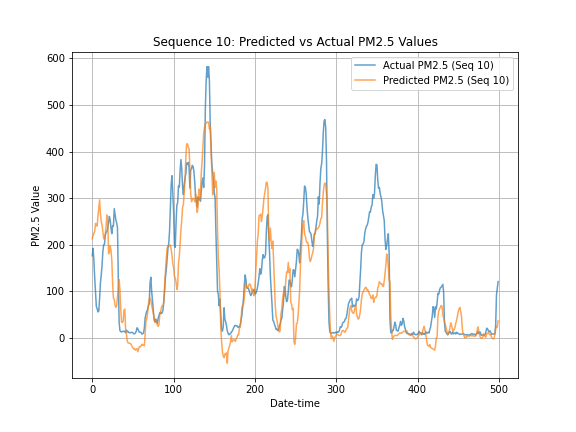 Sequence 10: Predicted vs Actual PM2.5 Values
Actual PM2.5 (Seq 10)
Predicted PM2.5 (Seq 10)
600
500
400
300
200
100
0
PM2.5 Value
0 100 200 300 400 500
Date-time